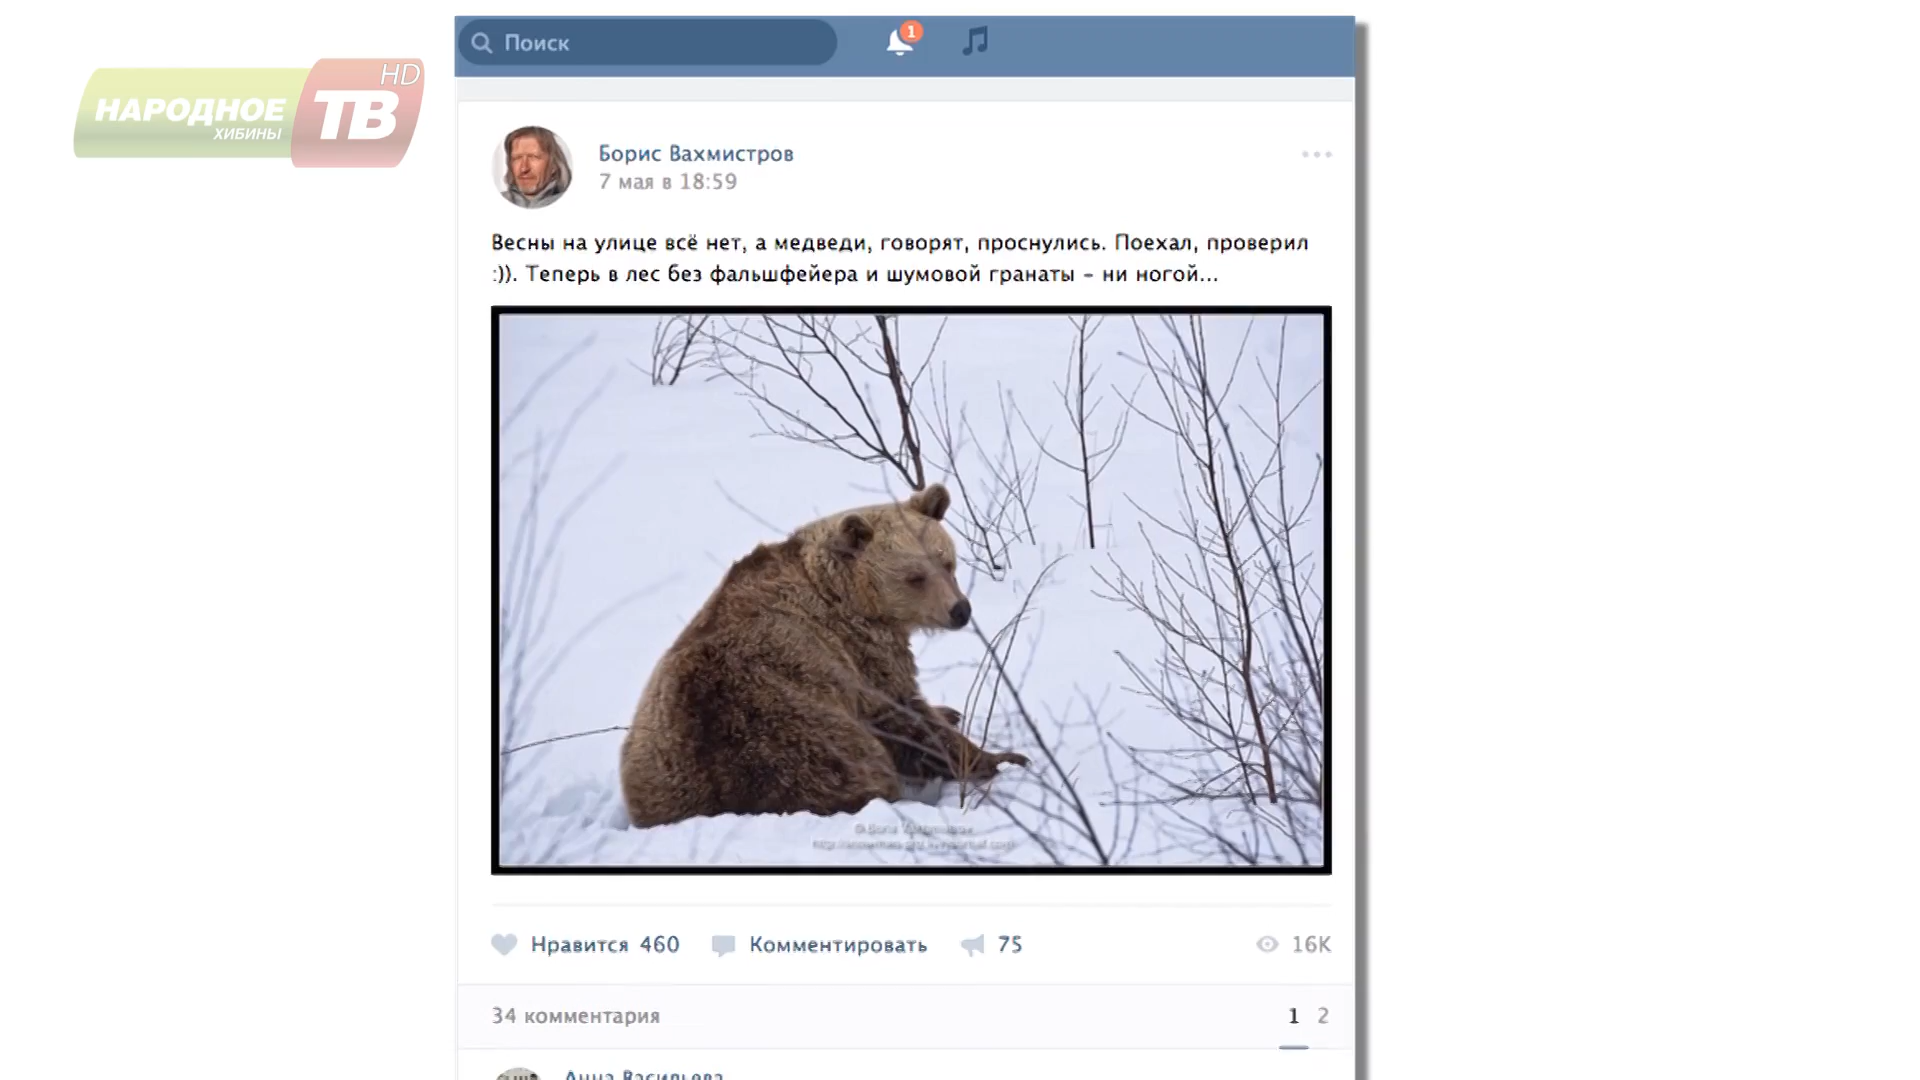 Поиск
1
НАРОДНОЕ
ХИБИНЫ
ТВ
HD
Борис Вахмистров
7 мая в 18:59
Весны на улице всё нет, а медведи, говорят, проснулись. Поехал, проверил
:)). Теперь в лес без фальшфейера и шумовой гранаты – ни ногой...
Нравится 460
Комментировать
75
16K
34 комментария
1 2
Анна Васильева